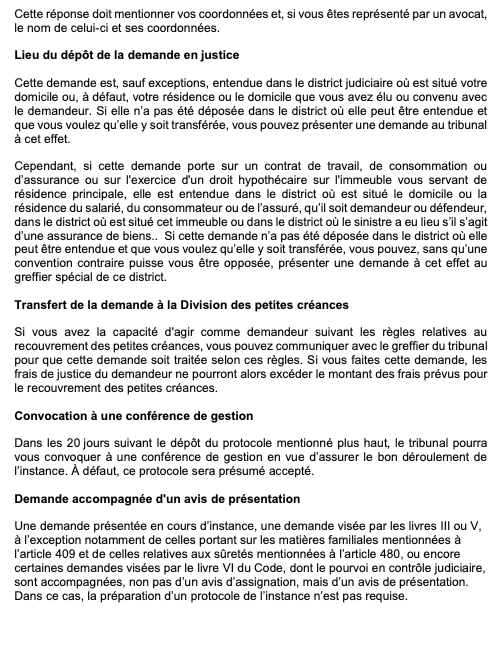 Cette réponse doit mentionner vos coordonnées et, si vous êtes représenté par un avocat,
le nom de celui-ci et ses coordonnées.
Lieu du dépôt de la demande en justice
Cette demande est, sauf exceptions, entendue dans le district judiciaire où est situé votre
domicile ou, à défaut, votre résidence ou le domicile que vous avez élu ou convenu avec
le demandeur. Si elle n'a pas été déposée dans le district où elle peut être entendue et
que vous voulez qu'elle y soit transférée, vous pouvez présenter une demande au tribunal
à cet effet.
Cependant, si cette demande porte sur un contrat de travail, de consommation ou
d'assurance ou sur l'exercice d'un droit hypothécaire sur l'immeuble vous servant de
résidence principale, elle est entendue dans le district où est situé le domicile ou la
résidence du salarié, du consommateur ou de l'assuré, qu'il soit demandeur ou défendeur,
dans le district où est situé cet immeuble ou dans le district où le sinistre a eu lieu s'il s'agit
d'une assurance de biens.. Si cette demande n'a pas été déposée dans le district où elle
peut être entendue et que vous voulez qu'elle y soit transférée, vous pouvez, sans qu'une
convention contraire puisse vous être opposée, présenter une demande à cet effet au
greffier spécial de ce district.
Transfert de la demande à la Division des petites créances
Si vous avez la capacité d'agir comme demandeur suivant les règles relatives au
recouvrement des petites créances, vous pouvez communiquer avec le greffier du tribunal
pour que cette demande soit traitée selon ces règles. Si vous faites cette demande, les
frais de justice du demandeur ne pourront alors excéder le montant des frais prévus pour
le recouvrement des petites créances.
Convocation à une conférence de gestion
Dans les 20 jours suivant le dépôt du protocole mentionné plus haut, le tribunal pourra
vous convoquer à une conférence de gestion en vue d'assurer le bon déroulement de
l'instance. À défaut, ce protocole sera présumé accepté.
Demande accompagnée d'un avis de présentation
Une demande présentée en cours d'instance, une demande visée par les livres III ou V,
à l'exception notamment de celles portant sur les matières familiales mentionnées à
l'article 409 et de celles relatives aux sûretés mentionnées à l'article 480, ou encore
certaines demandes visées par le livre VI du Code, dont le pourvoi en contrôle judiciaire,
sont accompagnées, non pas d'un avis d'assignation, mais d'un avis de présentation.
Dans ce cas, la préparation d'un protocole de l'instance n'est pas requise.